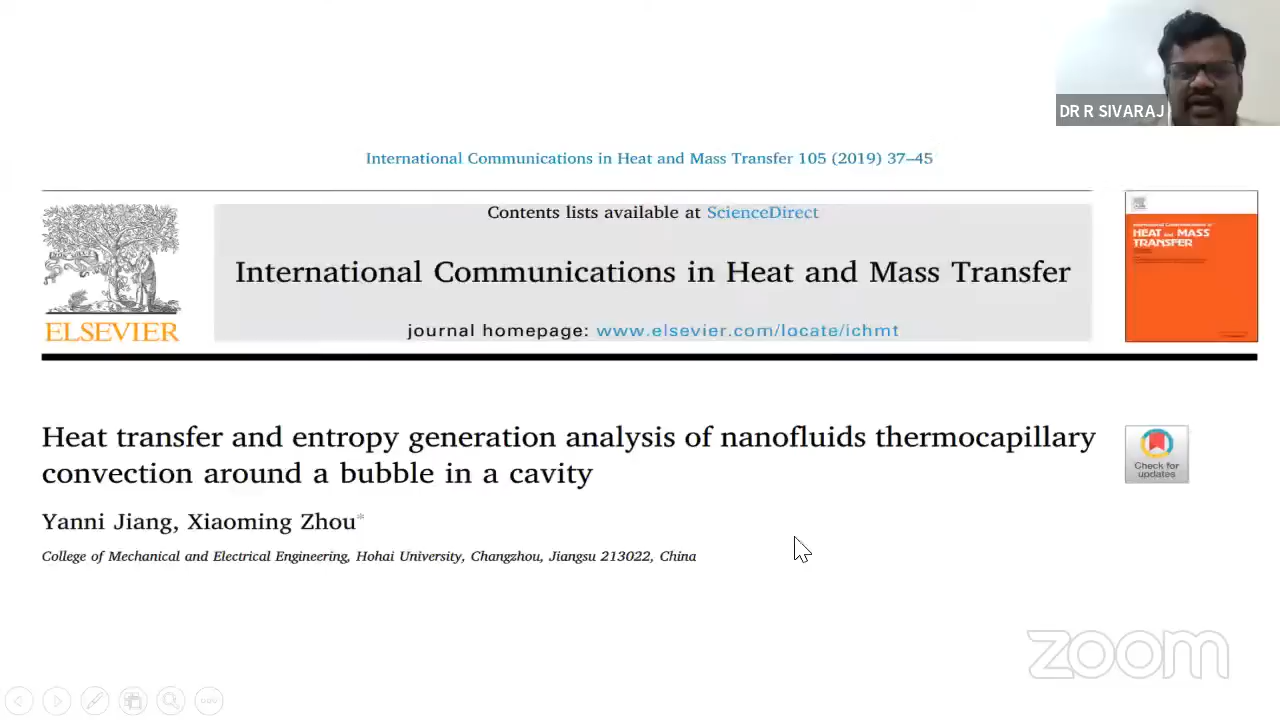 DR R SIVARAJ
International Communications in Heat and Mass Transfer 105 (2019) 37–45
Contents lists available at ScienceDirect
International Communications in Heat and Mass Transfer
journal homepage: www.elsevier.com/locate/ichmt
ELSEVIER
HEAT and MASS
TRANSFER
Heat transfer and entropy generation analysis of nanofluids thermocapillary
convection around a bubble in a cavity
Check for
updates
Yanni Jiang, Xiaoming Zhou*
College of Mechanical and Electrical Engineering, Hohai University, Changzhou, Jiangsu 213022, China
zoom